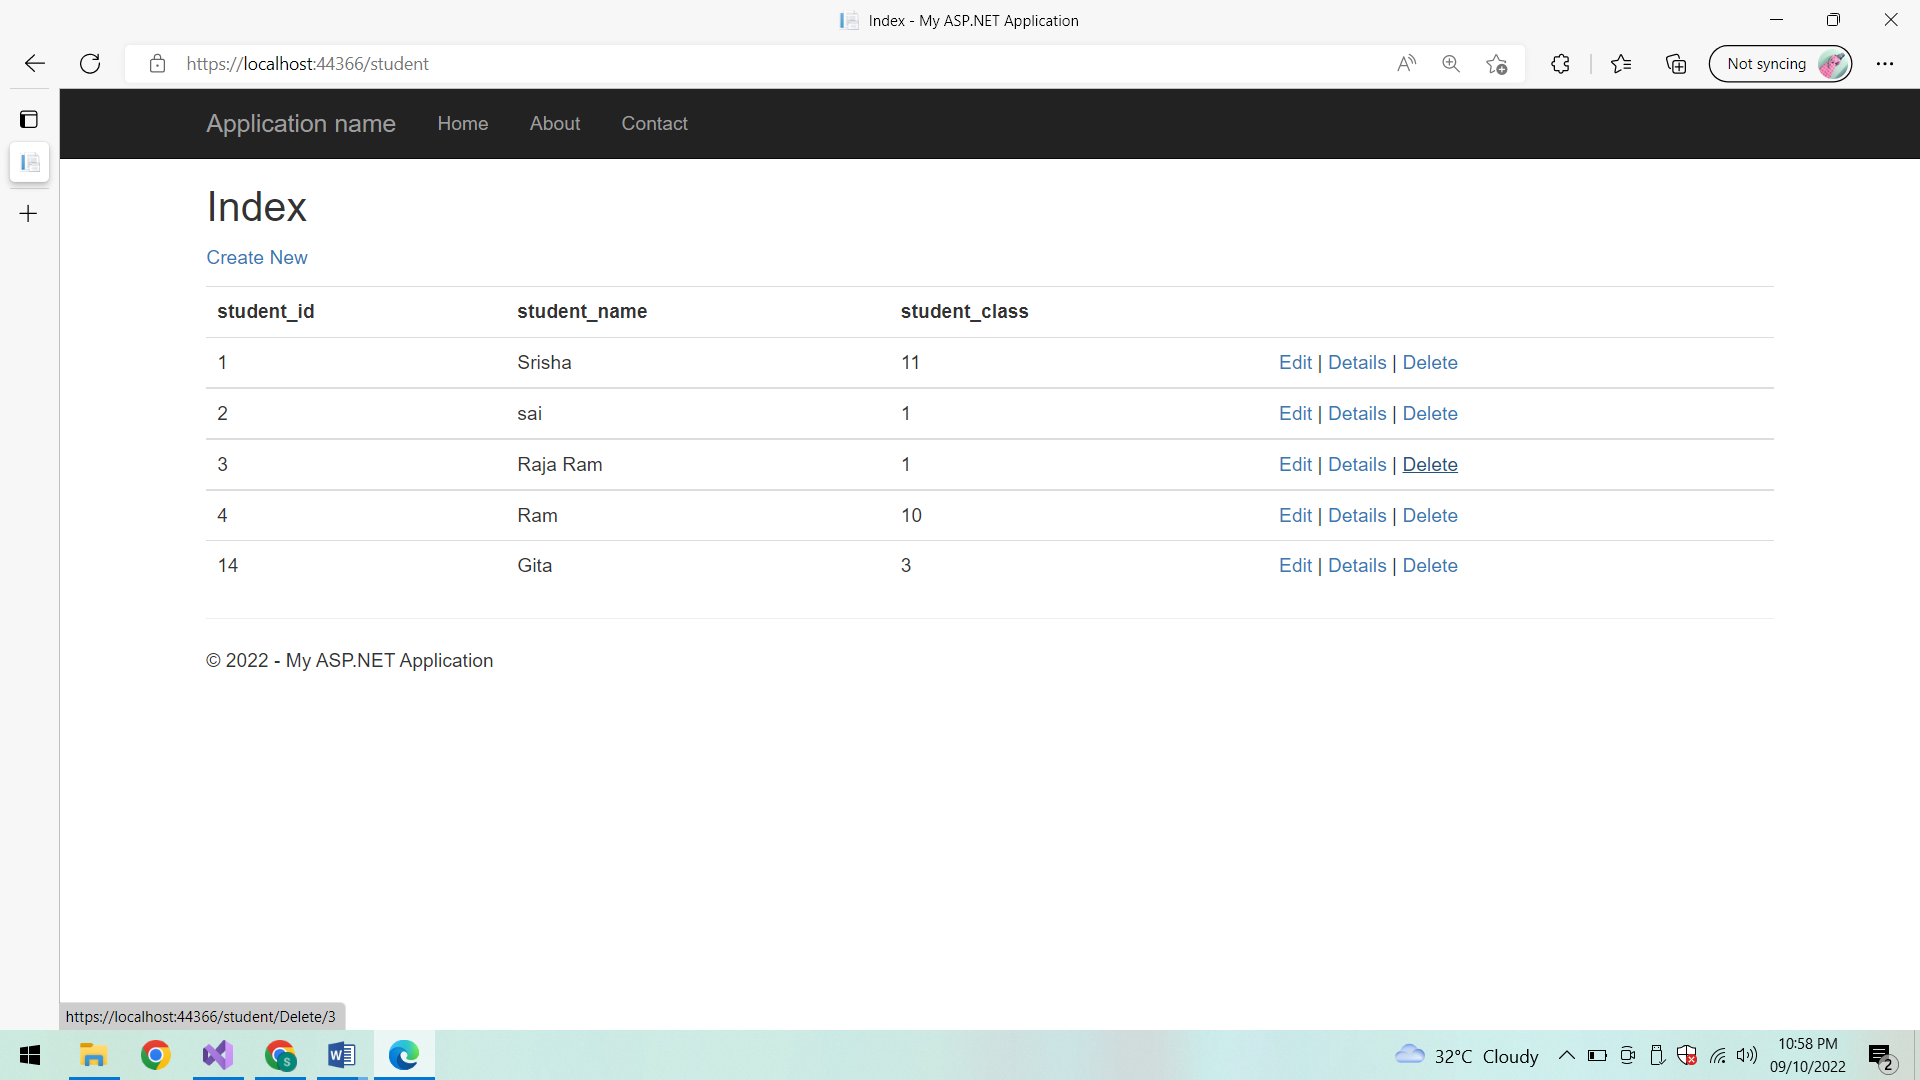 Index - My ASP.NET Application
https://localhost:44366/student
Not syncing
Application name Home About Contact
Index
Create New
student_id student_name student_class
1 Srisha 11 Edit | Details | Delete
2 sai 1 Edit | Details | Delete
3 Raja Ram 1 Edit | Details | Delete
4 Ram 10 Edit | Details | Delete
14 Gita 3 Edit | Details | Delete
© 2022 - My ASP.NET Application
https://localhost:44366/student/Delete/3
32°C Cloudy
10:58 PM
09/10/2022
2